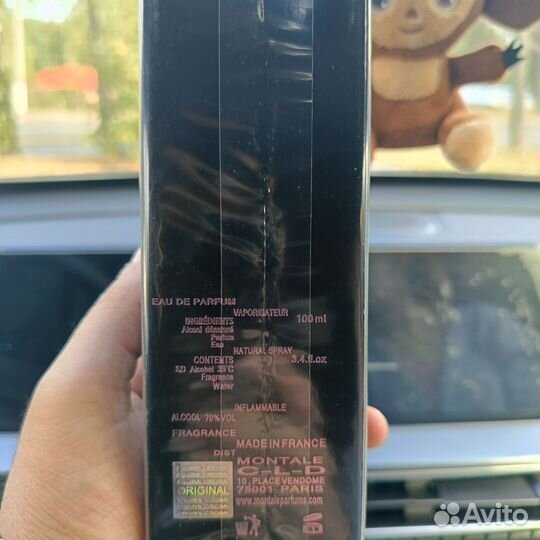 EAU DE PARFUM
VAPORISATEUR
100 ml
INGRÉDIENTS
Alcool dénaturé
Parfum
Eau
NATURAL SPRAY
CONTENTS
3.4.fl.oz
SD Alcohol 39°C
Fragrance
Water
INFLAMMABLE
ALCOOL 70% VOL
FRAGRANCE
MADE IN FRANCE
DIST
MONTALE
C-L-D
10, PLACE VENDOME
75001 PARIS
www.montaleparfums.com
ORIGINAL
Avito